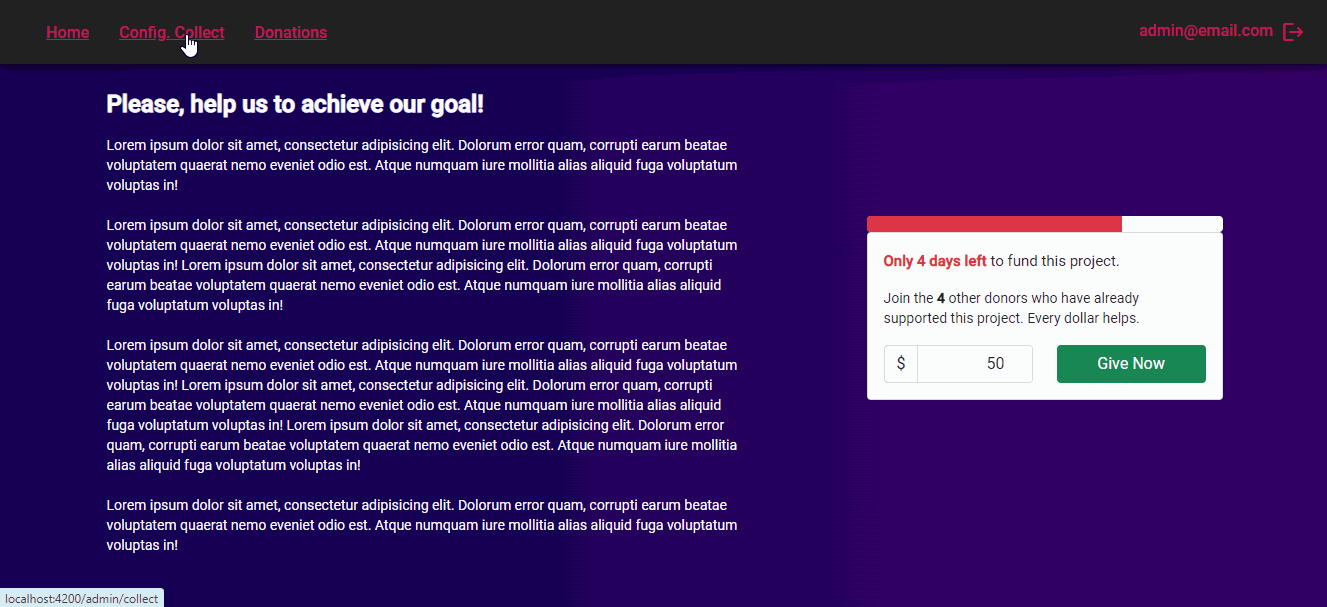 Home Config. Collect Donations admin@email.com
Please, help us to achieve our goal!
Lorem ipsum dolor sit amet, consectetur adipisicing elit. Dolorum error quam, corrupti earum beatae
voluptatem quaerat nemo eveniet odio est. Atque numquam iure mollitia alias aliquid fuga voluptatum
voluptas in!
Lorem ipsum dolor sit amet, consectetur adipisicing elit. Dolorum error quam, corrupti earum beatae
voluptatem quaerat nemo eveniet odio est. Atque numquam iure mollitia alias aliquid fuga voluptatum
voluptas in! Lorem ipsum dolor sit amet, consectetur adipisicing elit. Dolorum error quam, corrupti
earum beatae voluptatem quaerat nemo eveniet odio est. Atque numquam iure mollitia alias aliquid
fuga voluptatum voluptas in!
Lorem ipsum dolor sit amet, consectetur adipisicing elit. Dolorum error quam, corrupti earum beatae
voluptatem quaerat nemo eveniet odio est. Atque numquam iure mollitia alias aliquid fuga voluptatum
voluptas in! Lorem ipsum dolor sit amet, consectetur adipisicing elit. Dolorum error quam, corrupti
earum beatae voluptatem quaerat nemo eveniet odio est. Atque numquam iure mollitia alias aliquid
fuga voluptatum voluptas in! Lorem ipsum dolor sit amet, consectetur adipisicing elit. Dolorum error
quam, corrupti earum beatae voluptatem quaerat nemo eveniet odio est. Atque numquam iure mollitia
alias aliquid fuga voluptatum voluptas in!
Lorem ipsum dolor sit amet, consectetur adipisicing elit. Dolorum error quam, corrupti earum beatae
voluptatem quaerat nemo eveniet odio est. Atque numquam iure mollitia alias aliquid fuga voluptatum
voluptas in!
Only 4 days left to fund this project.
Join the 4 other donors who have already
supported this project. Every dollar helps.
$ 50 Give Now
localhost:4200/admin/collect